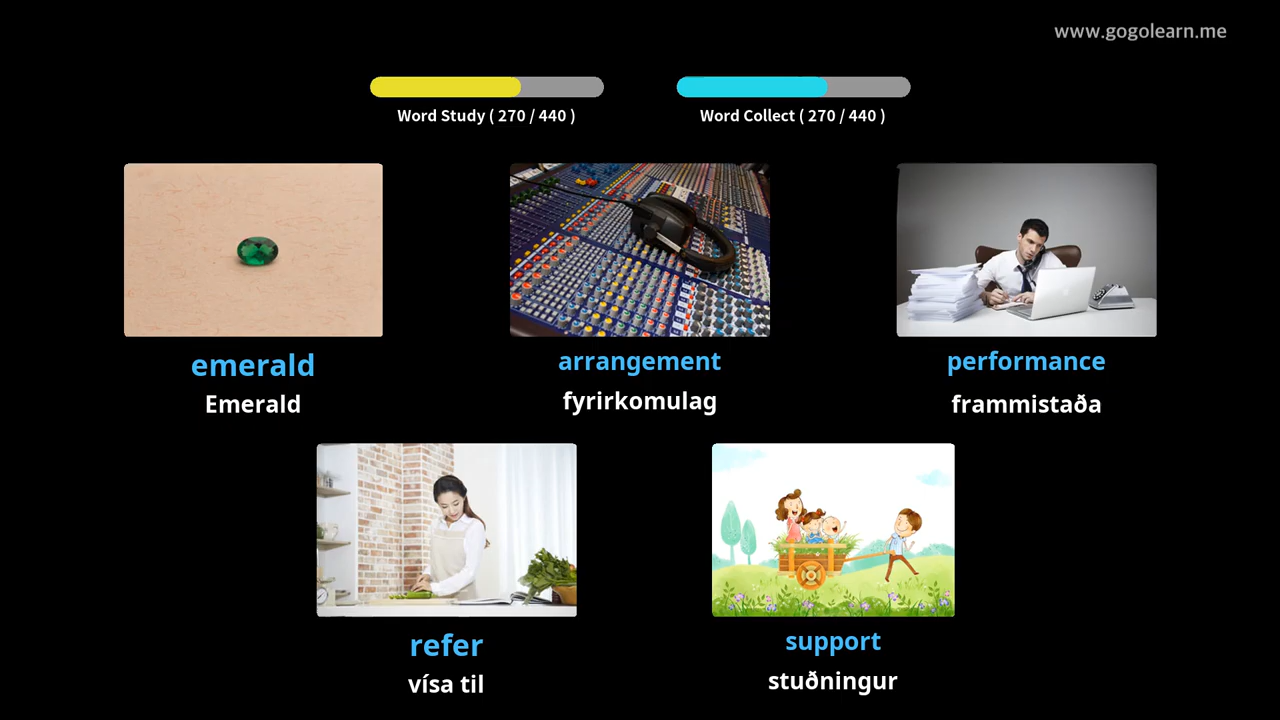 www.gogolearn.me
Word Study ( 270 / 440 )
Word Collect ( 270 / 440 )
emerald
Emerald
arrangement
fyrirkomulag
performance
frammistaða
refer
vísa til
support
stuðningur